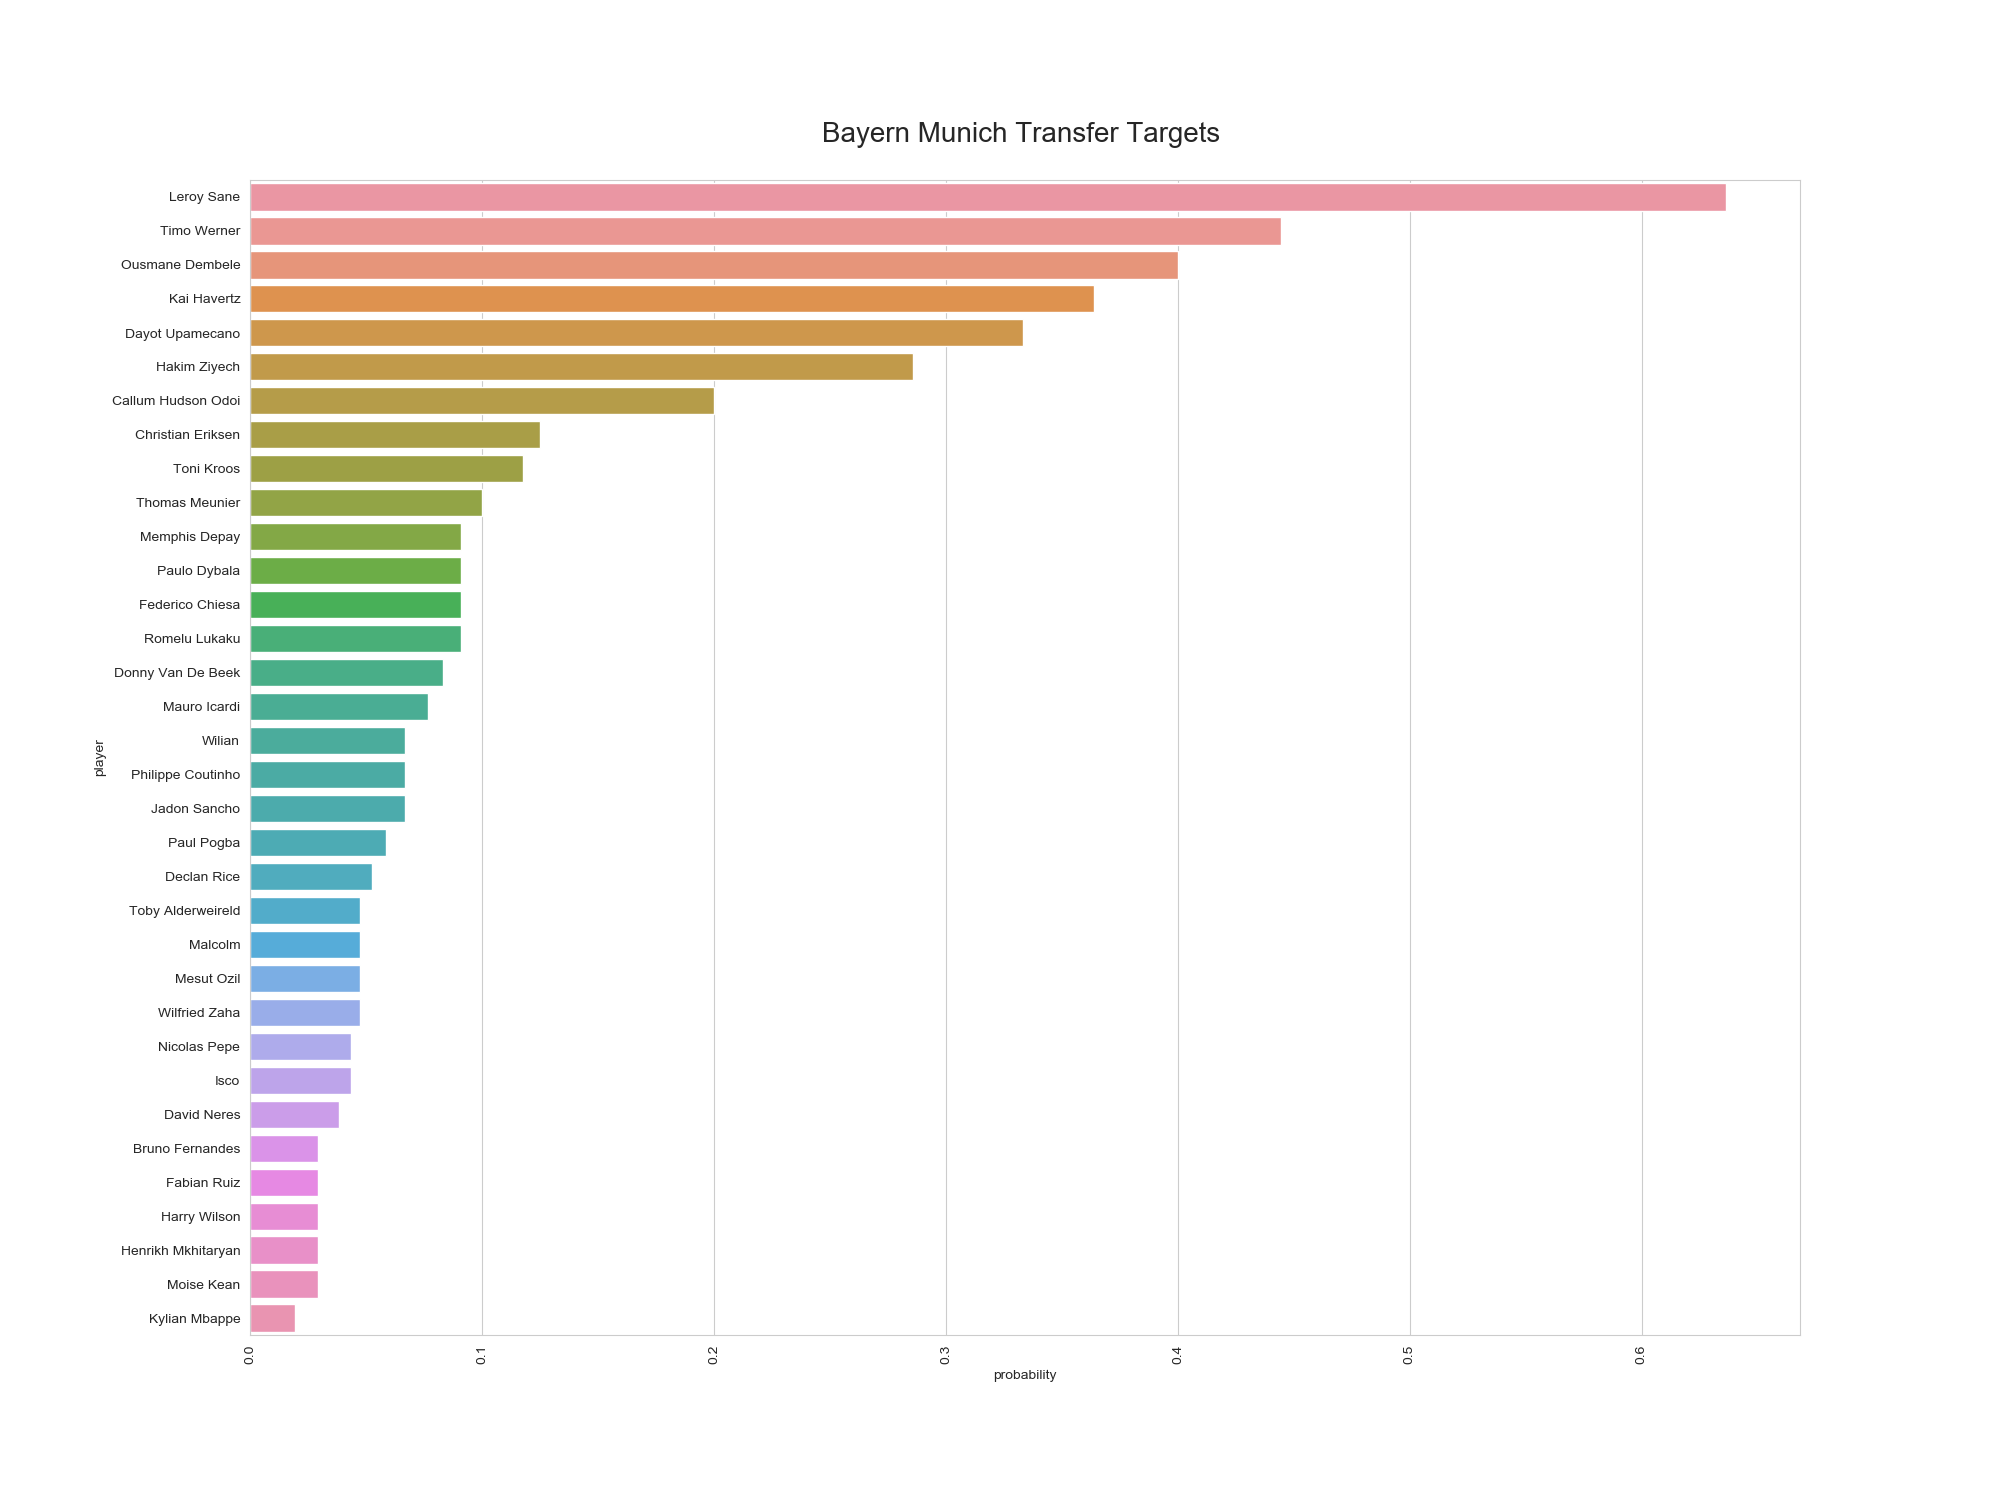 Bayern Munich Transfer Targets
Leroy Sane
Timo Werner
Ousmane Dembele
Kai Havertz
Dayot Upamecano
Hakim Ziyech
Callum Hudson Odoi
Christian Eriksen
Toni Kroos
Thomas Meunier
Memphis Depay
Paulo Dybala
Federico Chiesa
Romelu Lukaku
Donny Van De Beek
Mauro Icardi
Wilian
Philippe Coutinho
Jadon Sancho
Paul Pogba
Declan Rice
Toby Alderweireld
Malcolm
Mesut Ozil
Wilfried Zaha
Nicolas Pepe
Isco
David Neres
Bruno Fernandes
Fabian Ruiz
Harry Wilson
Henrikh Mkhitaryan
Moise Kean
Kylian Mbappe
player
0.0 0.1 0.2 0.3 0.4 0.5 0.6
probability